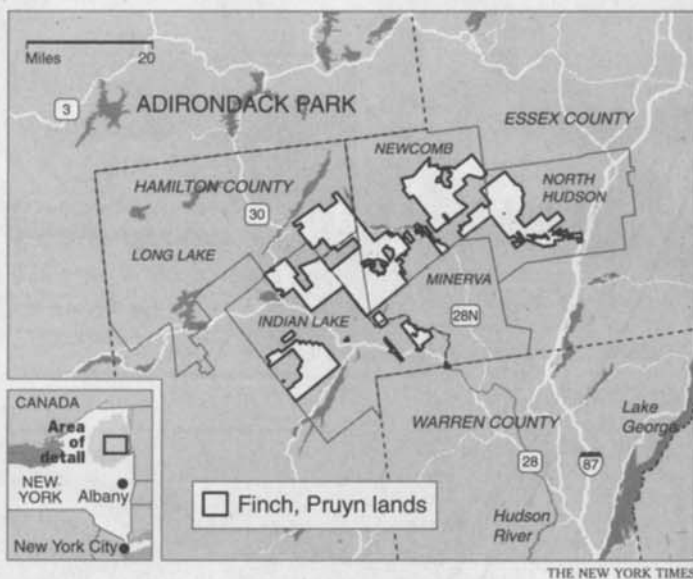 Miles
20
3
ADIRONDACK PARK
ESSEX COUNTY
NEWCOMB
HAMILTON COUNTY
NORTH
HUDSON
30
LONG LAKE
MINERVA
28N
INDIAN LAKE
CANADA
Area
of
detail
NEW
YORK
Albany
New York City
WARREN COUNTY
Lake
George
28
87
Finch, Pruyn lands
Hudson
River
THE NEW YORK TIMES